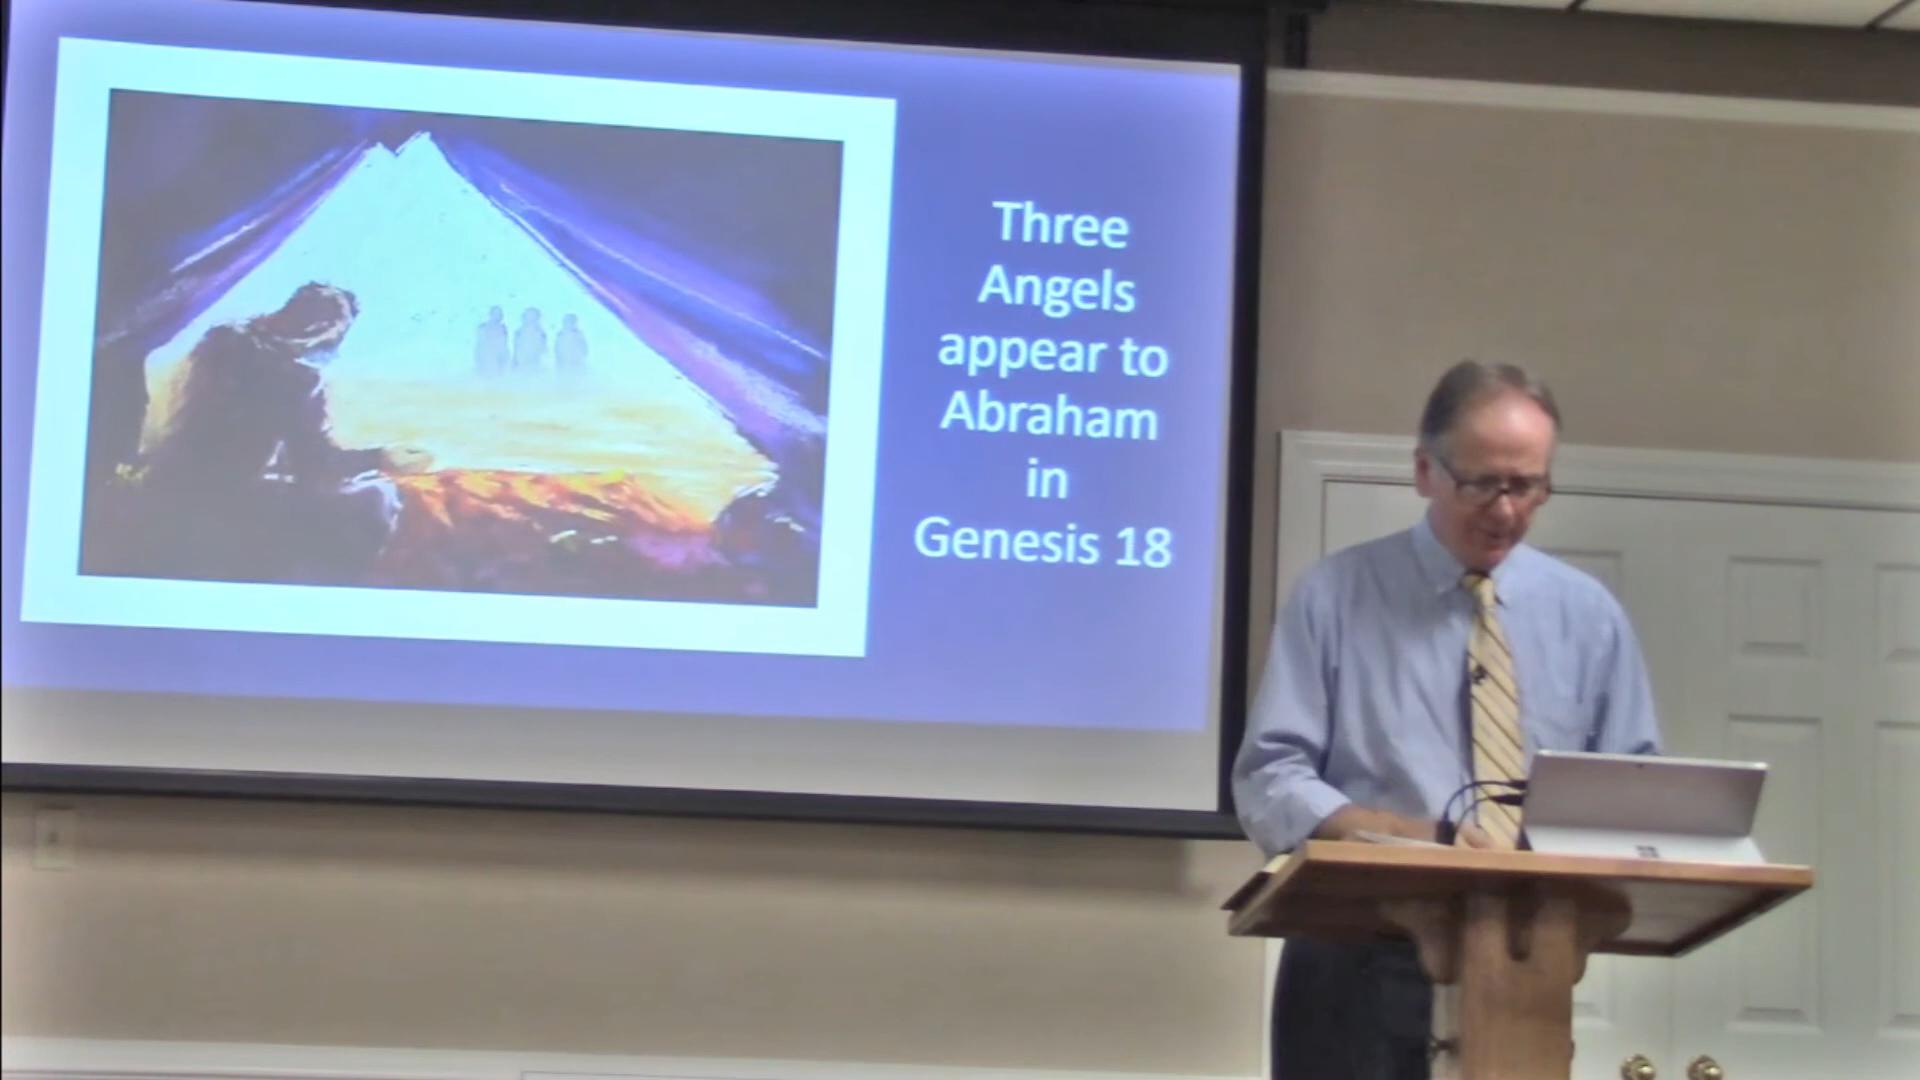 Three
Angels
appear to
Abraham
in
Genesis 18